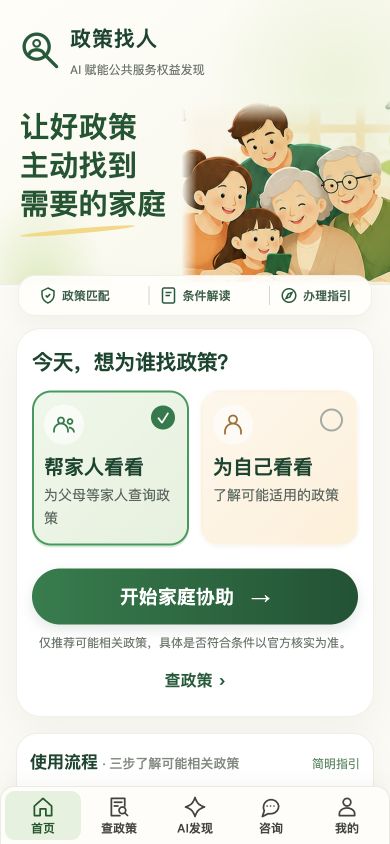 政策找人
AI 赋能公共服务权益发现
让好政策
主动找到
需要的家庭
政策匹配
条件解读
办理指引
今天，想为谁找政策？
帮家人看看
为父母等家人查询政
策
为自己看看
了解可能适用的政策
开始家庭协助 →
仅推荐可能相关政策，具体是否符合条件以官方核实为准。
查政策 ›
使用流程 · 三步了解可能相关政策
简明指引
首页
查政策
AI发现
咨询
我的